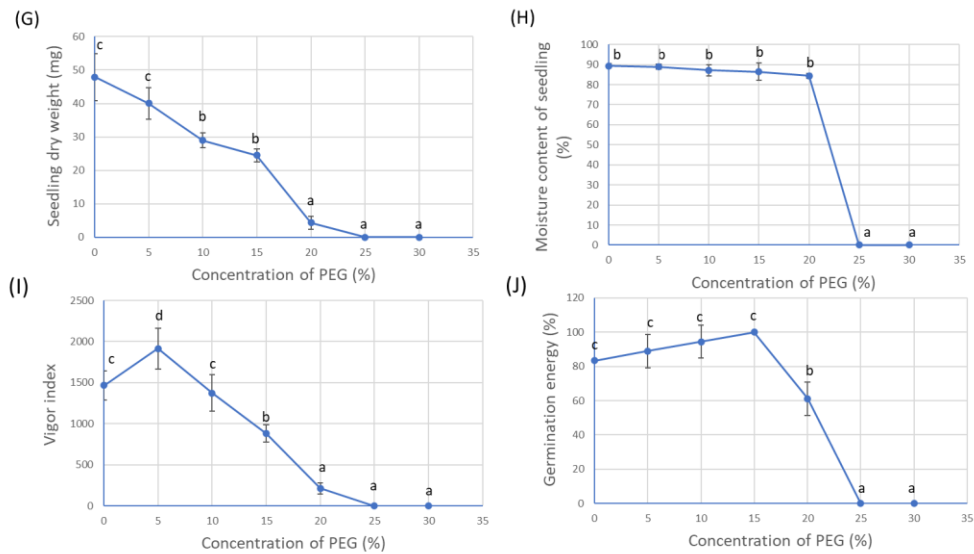 (G)
Seedling dry weight (mg)
60
50
40
30
20
10
0
c
c
b
b
a
a
a
0 5 10 15 20 25 30 35
Concentration of PEG (%)
(H)
Moisture content of seedling
(%)
100
90
80
70
60
50
40
30
20
10
0
b
b
b
b
b
a
a
0 5 10 15 20 25 30 35
Concentration of PEG (%)
(I)
Vigor index
2500
2000
1500
1000
500
0
c
d
c
b
a
a
a
0 5 10 15 20 25 30 35
Concentration of PEG (%)
(J)
Germination energy (%)
120
100
80
60
40
20
0
c
c
c
c
b
a
a
0 5 10 15 20 25 30 35
Concentration of PEG (%)